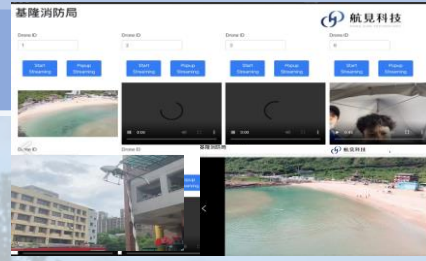 基隆消防局
航見科技
Drone ID
Drone ID
Drone ID
Drone ID
1
2
Start Streaming
Popup Streaming
Start Streaming
Popup Streaming
Start Streaming
Popup Streaming
Start Streaming
Popup Streaming
0:00
0:00
Drone ID
Drone ID
基隆消防局
航見科技